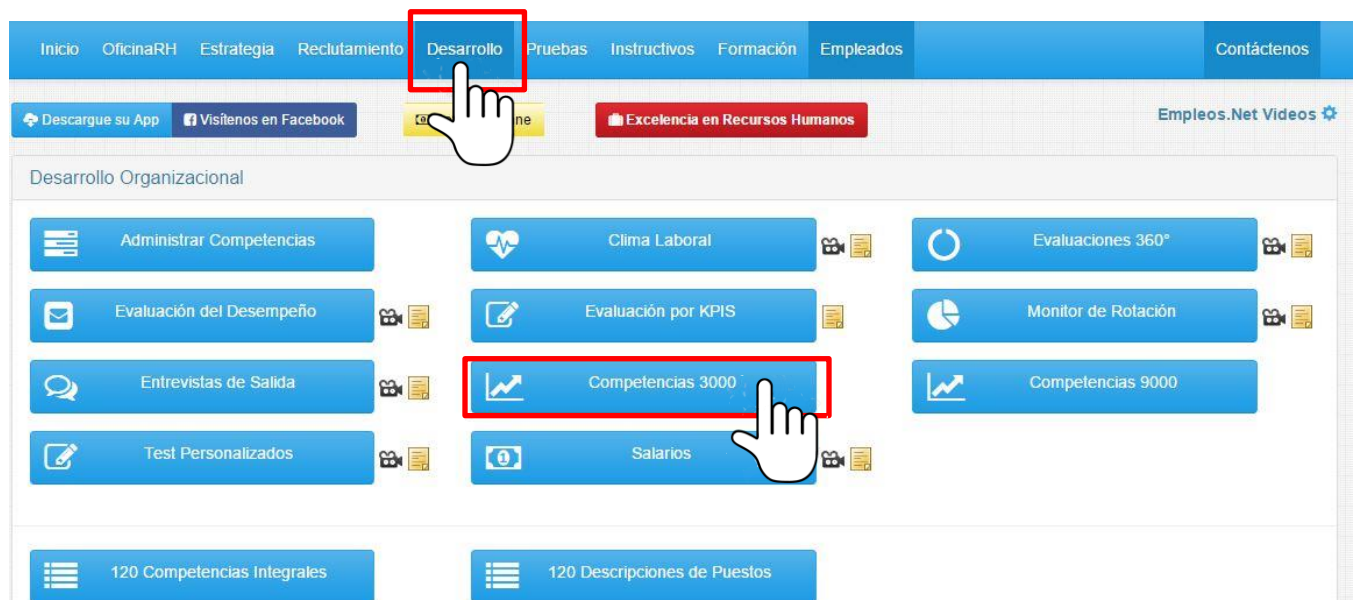 Inicio OficinaRH Estrategia Reclutamiento Desarrollo Pruebas Instructivos Formación Empleados Contáctenos
Descargue su App Visítenos en Facebook ne Excelencia en Recursos Humanos Empleos.Net Videos
Desarrollo Organizacional
Administrar Competencias Clima Laboral Evaluaciones 360°
Evaluación del Desempeño Evaluación por KPIS Monitor de Rotación
Entrevistas de Salida Competencias 3000 Competencias 9000
Test Personalizados Salarios
120 Competencias Integrales 120 Descripciones de Puestos